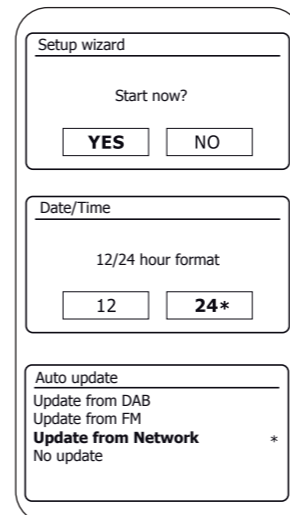 Setup wizard
Start now?
YES NO
Date/Time
12/24 hour format
12 24*
Auto update
Update from DAB
Update from FM
Update from Network *
No update